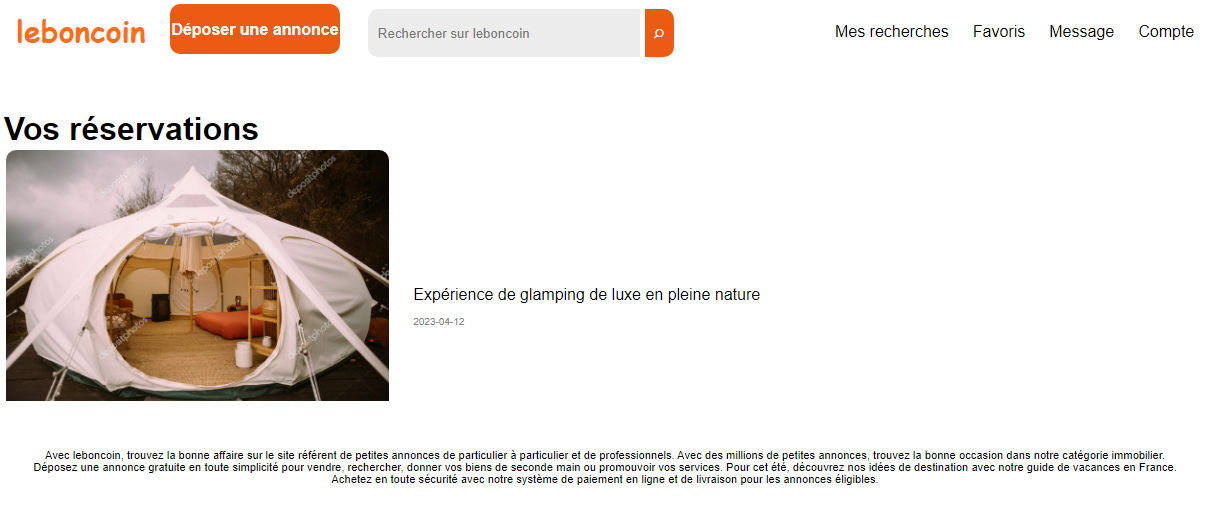 leboncoin
Déposer une annonce
Rechercher sur leboncoin
Mes recherches Favoris Message Compte
Vos réservations
depositphotos
depositphotos
depositphotos
depositphotos
depositphotos
depositphotos
Expérience de glamping de luxe en pleine nature
2023-04-12
Avec leboncoin, trouvez la bonne affaire sur le site référent de petites annonces de particulier à particulier et de professionnels. Avec des millions de petites annonces, trouvez la bonne occasion dans notre catégorie immobilier.
Déposez une annonce gratuite en toute simplicité pour vendre, rechercher, donner vos biens de seconde main ou promouvoir vos services. Pour cet été, découvrez nos idées de destination avec notre guide de vacances en France.
Achetez en toute sécurité avec notre système de paiement en ligne et de livraison pour les annonces éligibles.